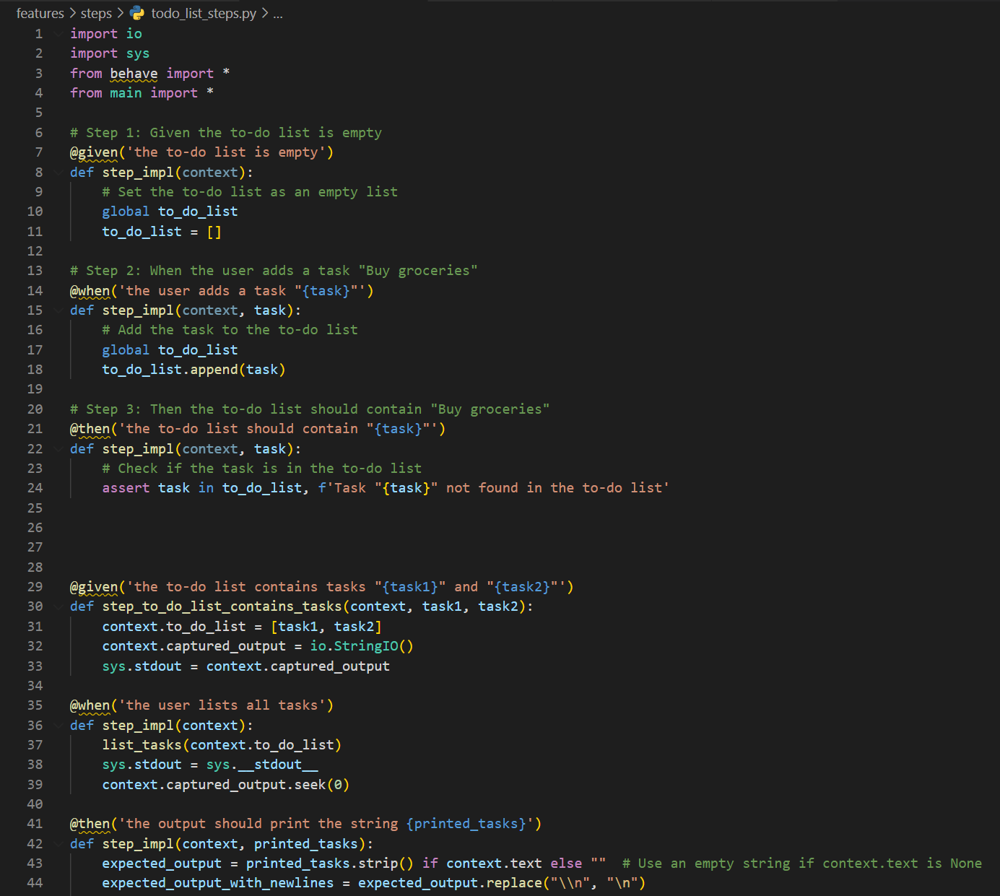 features > steps > todo_list_steps.py > ...
1 import io
2 import sys
3 from behave import *
4 from main import *
5
6 # Step 1: Given the to-do list is empty
7 @given('the to-do list is empty')
8 def step_impl(context):
9     # Set the to-do list as an empty list
10     global to_do_list
11     to_do_list = []
12
13 # Step 2: When the user adds a task "Buy groceries"
14 @when('the user adds a task "{task}"')
15 def step_impl(context, task):
16     # Add the task to the to-do list
17     global to_do_list
18     to_do_list.append(task)
19
20 # Step 3: Then the to-do list should contain "Buy groceries"
21 @then('the to-do list should contain "{task}"')
22 def step_impl(context, task):
23     # Check if the task is in the to-do list
24     assert task in to_do_list, f'Task "{task}" not found in the to-do list'
25
26
27
28
29 @given('the to-do list contains tasks "{task1}" and "{task2}"')
30 def step_to_do_list_contains_tasks(context, task1, task2):
31     context.to_do_list = [task1, task2]
32     context.captured_output = io.StringIO()
33     sys.stdout = context.captured_output
34
35 @when('the user lists all tasks')
36 def step_impl(context):
37     list_tasks(context.to_do_list)
38     sys.stdout = sys.__stdout__
39     context.captured_output.seek(0)
40
41 @then('the output should print the string {printed_tasks}')
42 def step_impl(context, printed_tasks):
43     expected_output = printed_tasks.strip() if context.text else ""  # Use an empty string if context.text is None
44     expected_output_with_newlines = expected_output.replace("\\n", "\n")